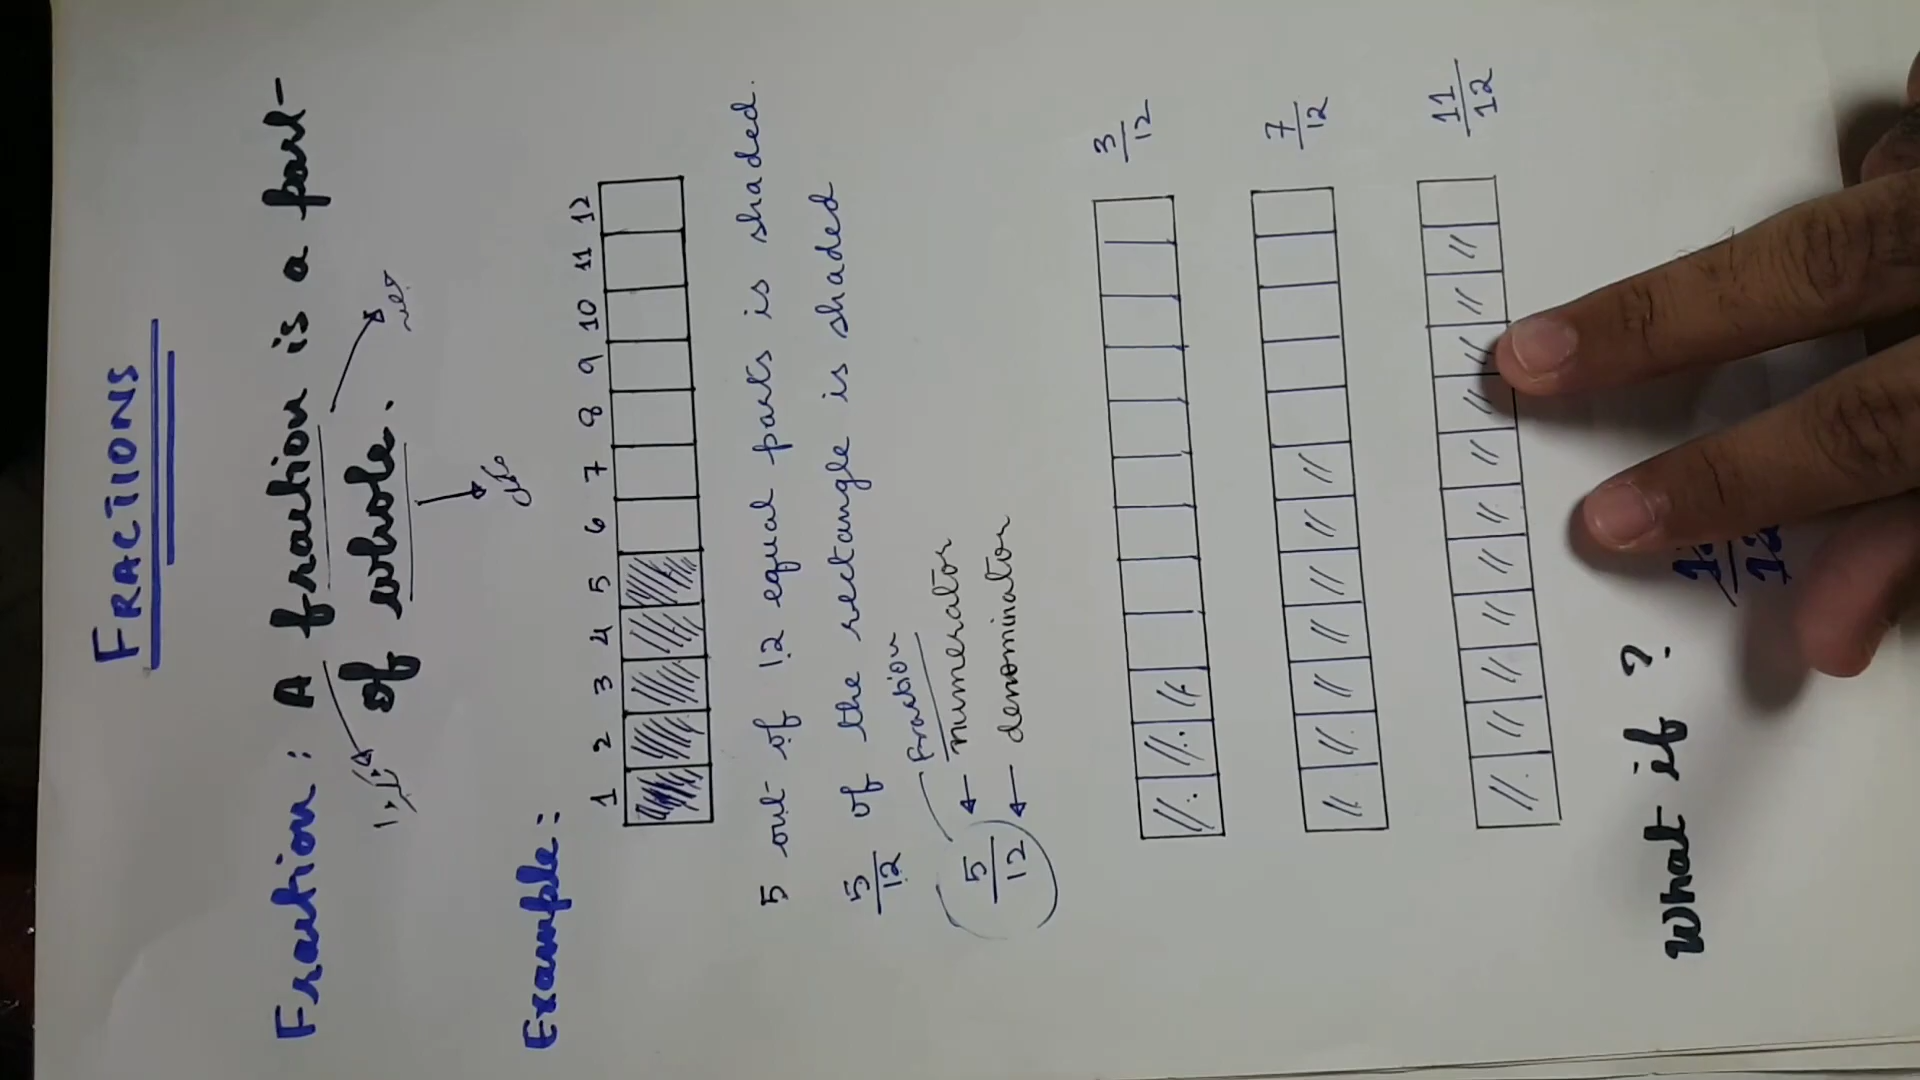 FRACTIONS
Fraction : A fraction is a part
of whole.
Example :
1 2 3 4 5 6 7 8 9 10 11 12
5 out of 12 equal parts is shaded.
5/12 of the rectangle is shaded
Fraction
5/12 ← numerator
← denominator
3/12
7/12
11/12
What if ?
12